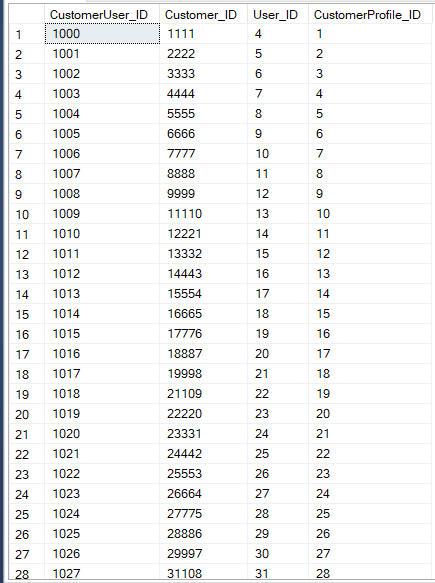 CustomerUser_ID Customer_ID User_ID CustomerProfile_ID
1 1000 1111 4 1
2 1001 2222 5 2
3 1002 3333 6 3
4 1003 4444 7 4
5 1004 5555 8 5
6 1005 6666 9 6
7 1006 7777 10 7
8 1007 8888 11 8
9 1008 9999 12 9
10 1009 11110 13 10
11 1010 12221 14 11
12 1011 13332 15 12
13 1012 14443 16 13
14 1013 15554 17 14
15 1014 16665 18 15
16 1015 17776 19 16
17 1016 18887 20 17
18 1017 19998 21 18
19 1018 21109 22 19
20 1019 22220 23 20
21 1020 23331 24 21
22 1021 24442 25 22
23 1022 25553 26 23
24 1023 26664 27 24
25 1024 27775 28 25
26 1025 28886 29 26
27 1026 29997 30 27
28 1027 31108 31 28